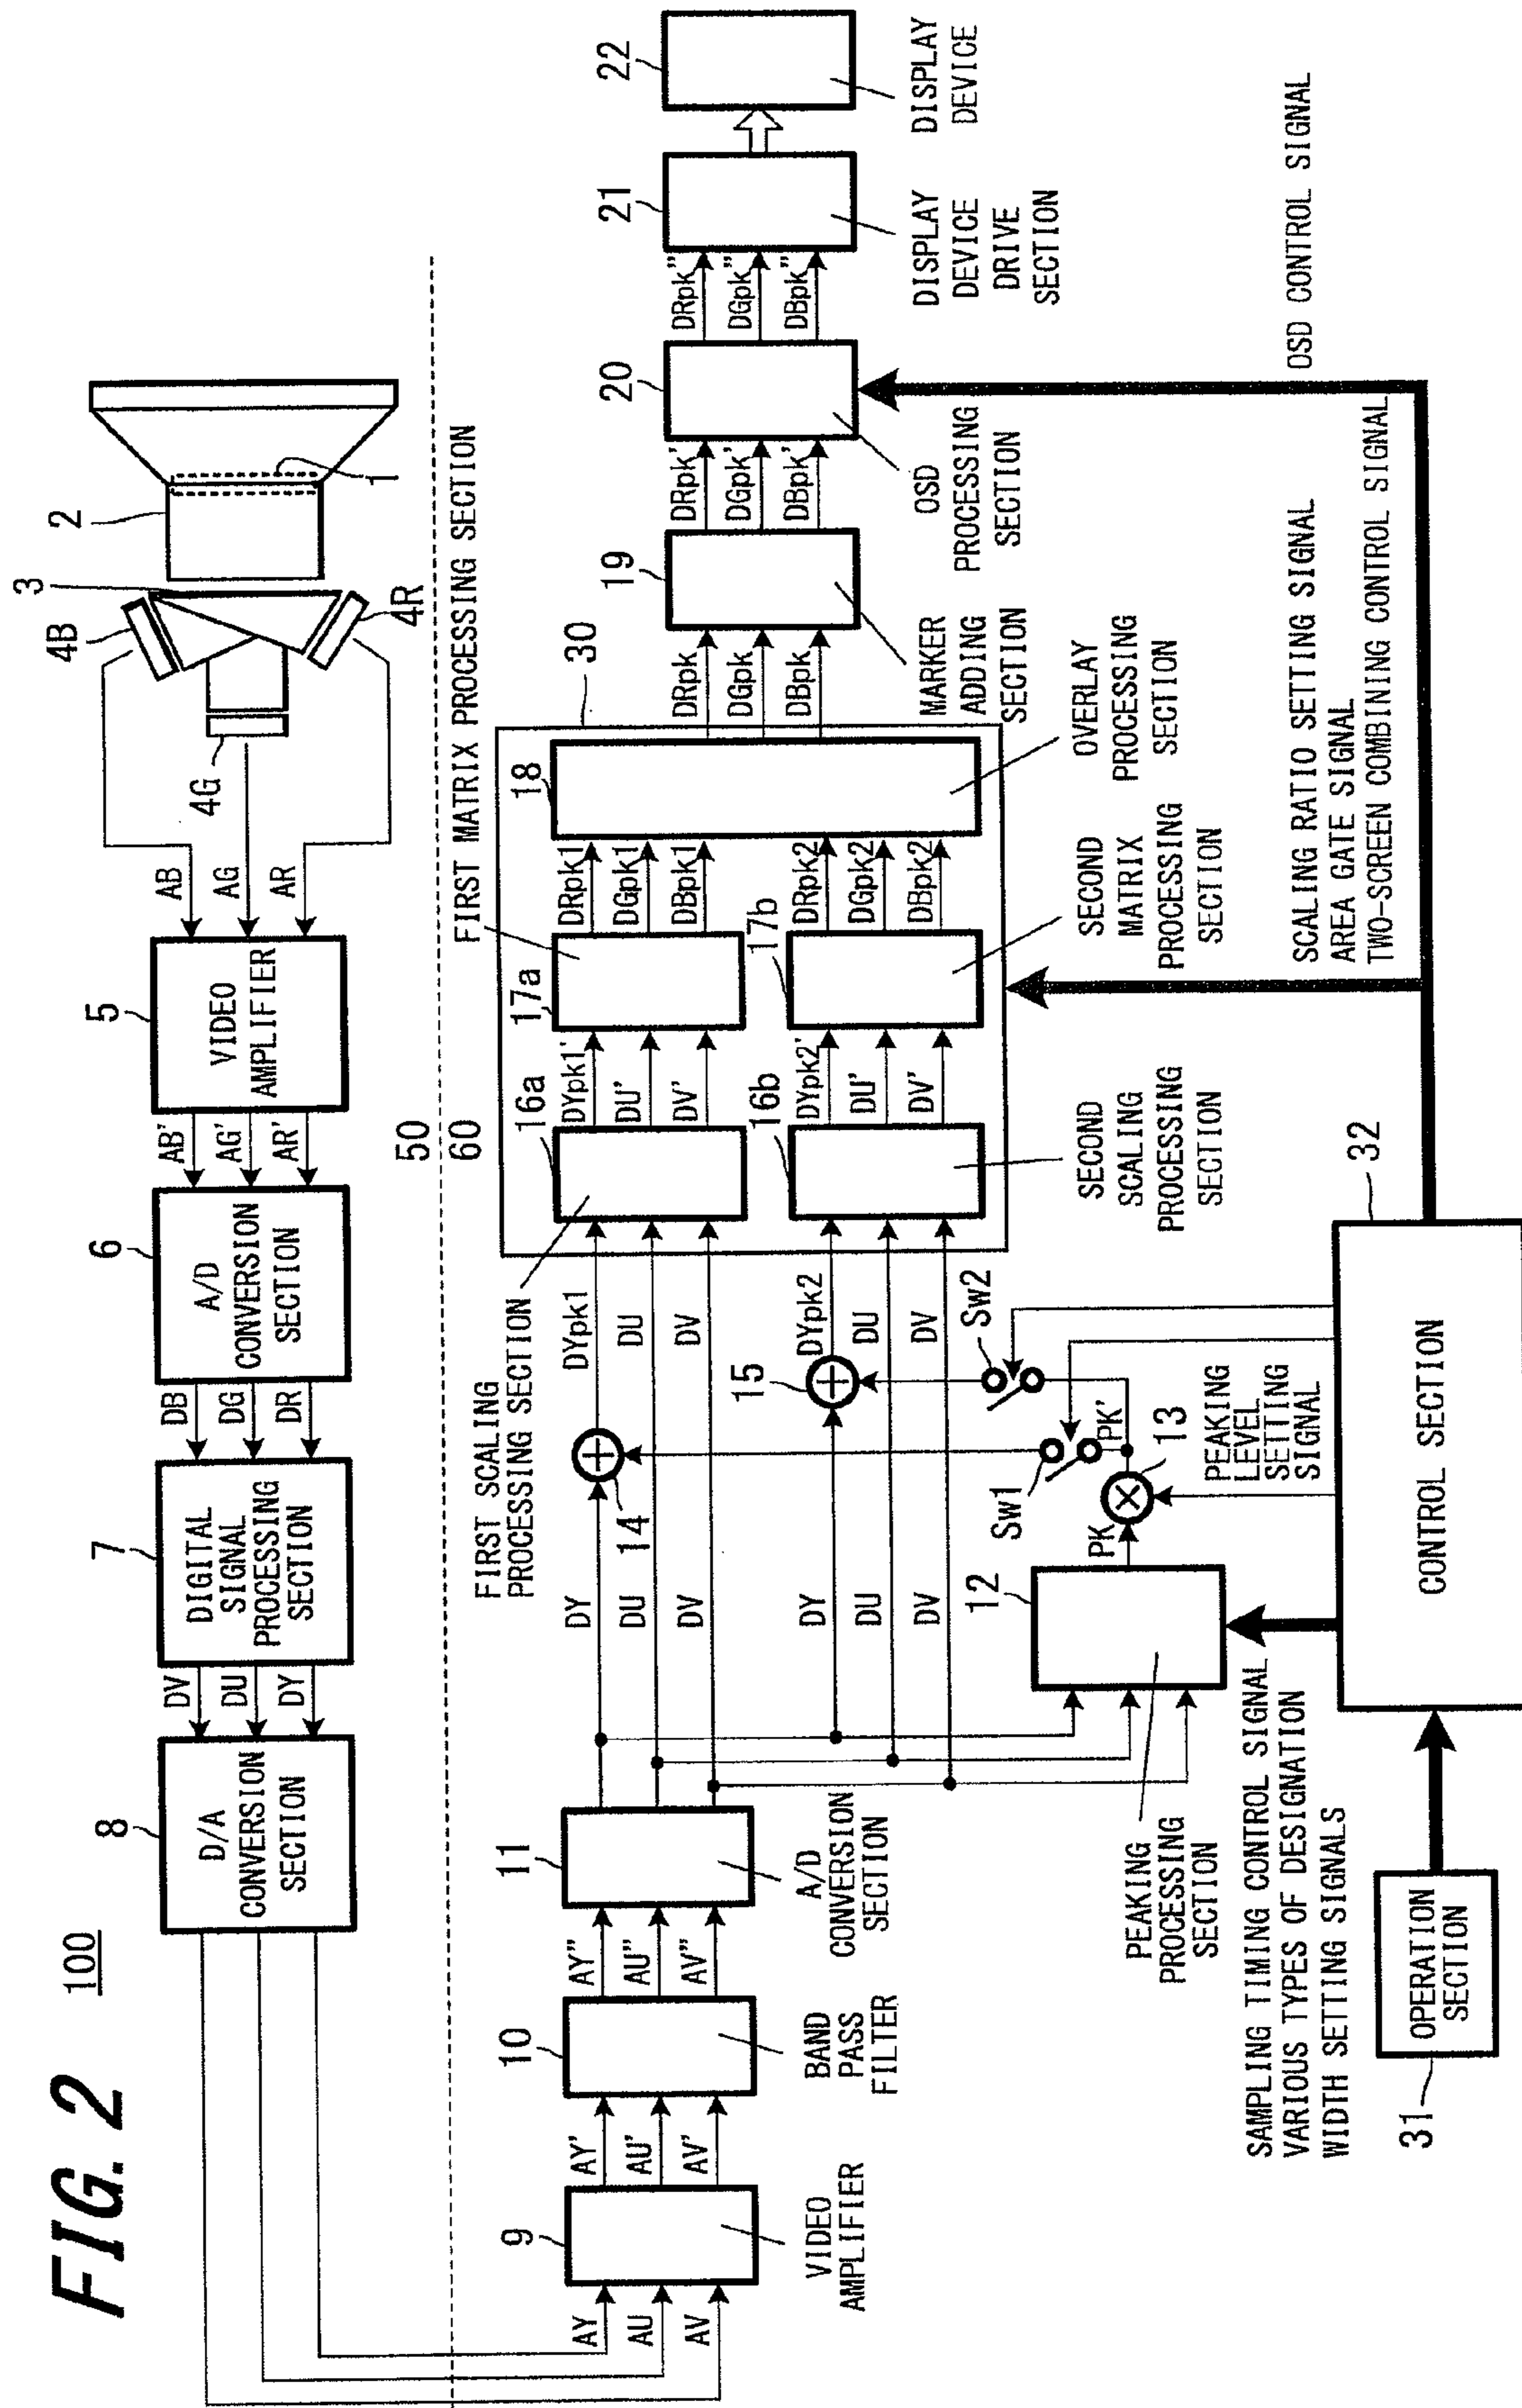 FIG. 2
100
1
2
3
4B
4R
4G
AB
AG
AR
5
VIDEO
AMPLIFIER
AB'
AG'
AR'
6
A/D
CONVERSION
SECTION
DB
DG
DR
7
DIGITAL
SIGNAL
PROCESSING
SECTION
DV
DU
DY
8
D/A
CONVERSION
SECTION
50
60
AY
AU
AV
9
VIDEO
AMPLIFIER
AY'
AU'
AV'
10
BAND
PASS
FILTER
AY"
AU"
AV"
11
A/D
CONVERSION
SECTION
DY
DU
DV
DY
DU
DV
12
PEAKING
PROCESSING
SECTION
PK
13
PK'
PEAKING
LEVEL
SETTING
SIGNAL
Sw1
Sw2
14
15
DYpk1
DU
DV
DYpk2
DU
DV
FIRST SCALING
PROCESSING SECTION
16a
16b
SECOND
SCALING
PROCESSING
SECTION
DYpk1'
DU'
DV'
DYpk2'
DU'
DV'
FIRST MATRIX PROCESSING SECTION
17a
17b
SECOND
MATRIX
PROCESSING
SECTION
DRpk1
DGpk1
DBpk1
DRpk2
DGpk2
DBpk2
18
OVERLAY
PROCESSING
SECTION
30
DRpk
DGpk
DBpk
19
MARKER
ADDING
SECTION
DRpk'
DGpk'
DBpk'
20
OSD
PROCESSING
SECTION
DRpk"
DGpk"
DBpk"
21
DISPLAY
DEVICE
DRIVE
SECTION
22
DISPLAY
DEVICE
31
OPERATION
SECTION
32
CONTROL SECTION
SAMPLING TIMING CONTROL SIGNAL
VARIOUS TYPES OF DESIGNATION
WIDTH SETTING SIGNALS
SCALING RATIO SETTING SIGNAL
AREA GATE SIGNAL
TWO-SCREEN COMBINING CONTROL SIGNAL
OSD CONTROL SIGNAL